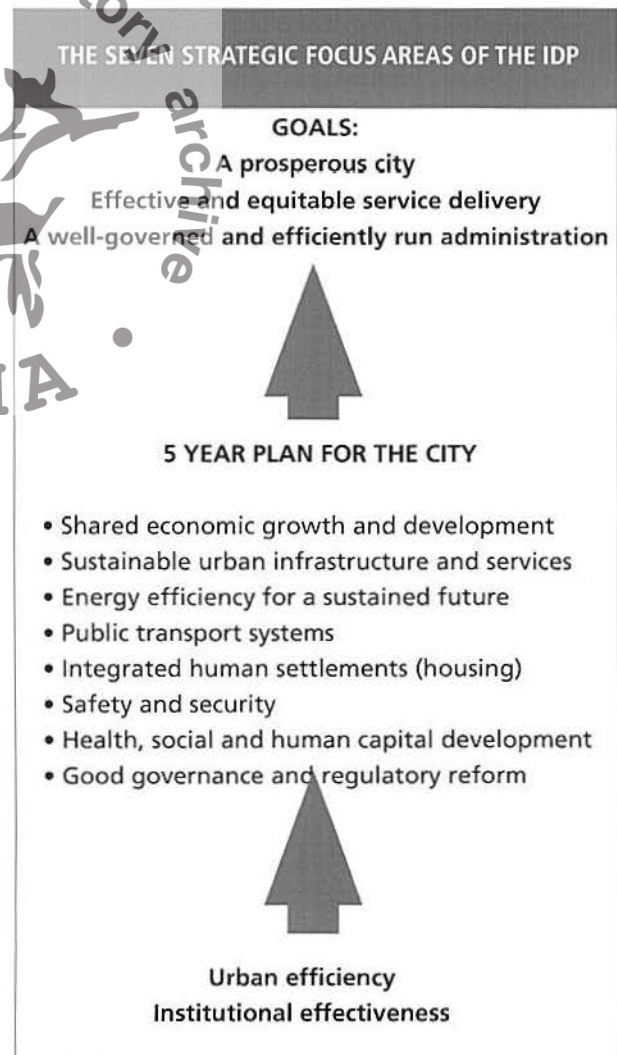 tory
archive
IA
THE SEVEN STRATEGIC FOCUS AREAS OF THE IDP
GOALS:
A prosperous city
Effective and equitable service delivery
A well-governed and efficiently run administration
5 YEAR PLAN FOR THE CITY
• Shared economic growth and development
• Sustainable urban infrastructure and services
• Energy efficiency for a sustained future
• Public transport systems
• Integrated human settlements (housing)
• Safety and security
• Health, social and human capital development
• Good governance and regulatory reform
Urban efficiency
Institutional effectiveness